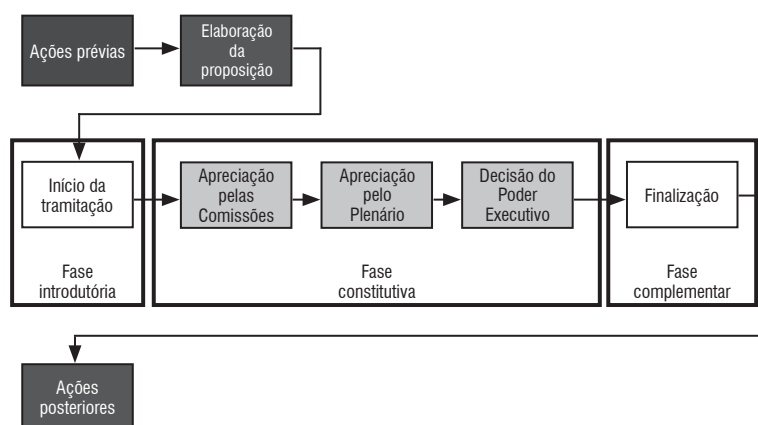 Ações prévias
Elaboração
da
proposição
Início da
tramitação
Apreciação
pelas
Comissões
Apreciação
pelo
Plenário
Decisão do
Poder
Executivo
Finalização
Fase
introdutória
Fase
constitutiva
Fase
complementar
Ações
posteriores